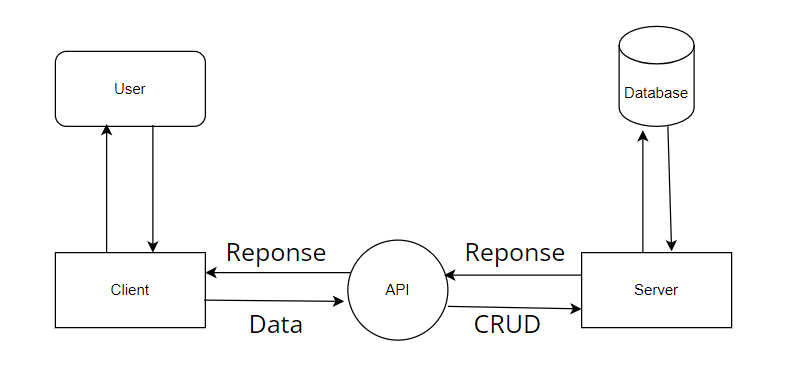 User
Database
Reponse
Reponse
Client
API
Server
Data
CRUD